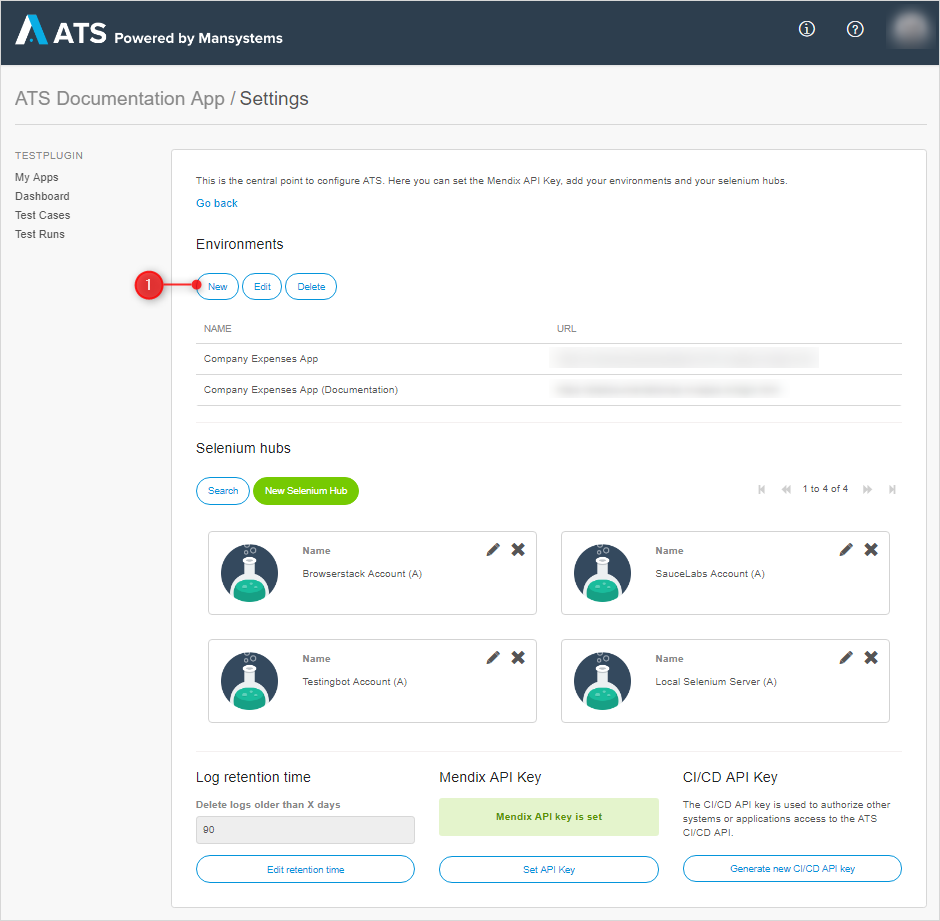 ATS Powered by Mansystems
ATS Documentation App / Settings
TESTPLUGIN
My Apps
Dashboard
Test Cases
Test Runs
This is the central point to configure ATS. Here you can set the Mendix API Key, add your environments and your selenium hubs.
Go back
Environments
1
New Edit Delete
NAME URL
Company Expenses App
Company Expenses App (Documentation)
Selenium hubs
Search New Selenium Hub 1 to 4 of 4
Name
Browserstack Account (A)
Name
SauceLabs Account (A)
Name
Testingbot Account (A)
Name
Local Selenium Server (A)
Log retention time
Delete logs older than X days
90
Edit retention time
Mendix API Key
Mendix API key is set
Set API Key
CI/CD API Key
The CI/CD API key is used to authorize other
systems or applications access to the ATS
CI/CD API.
Generate new CI/CD API key